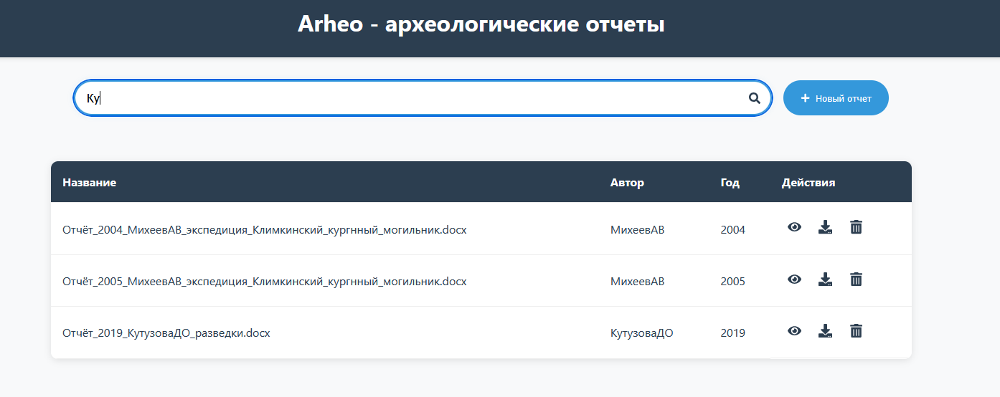 Arheo - археологические отчеты
Ку
Новый отчет
Название Автор Год Действия
Отчёт_2004_МихеевАВ_экспедиция_Климкинский_кургнный_могильник.docx МихеевАВ 2004
Отчёт_2005_МихеевАВ_экспедиция_Климкинский_кургнный_могильник.docx МихеевАВ 2005
Отчёт_2019_КутузоваДО_разведки.docx КутузоваДО 2019